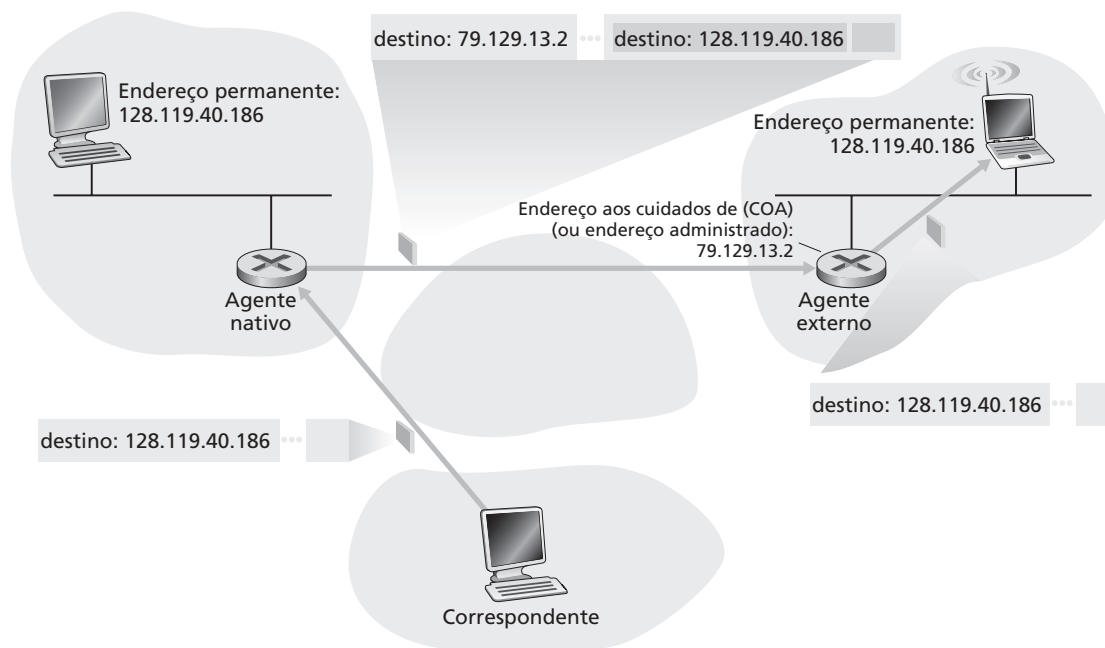 destino: 79.129.13.2 ••• destino: 128.119.40.186
Endereço permanente:
128.119.40.186
Endereço permanente:
128.119.40.186
Endereço aos cuidados de (COA)
(ou endereço administrado):
79.129.13.2
Agente
nativo
Agente
externo
destino: 128.119.40.186 •••
destino: 128.119.40.186 •••
Correspondente